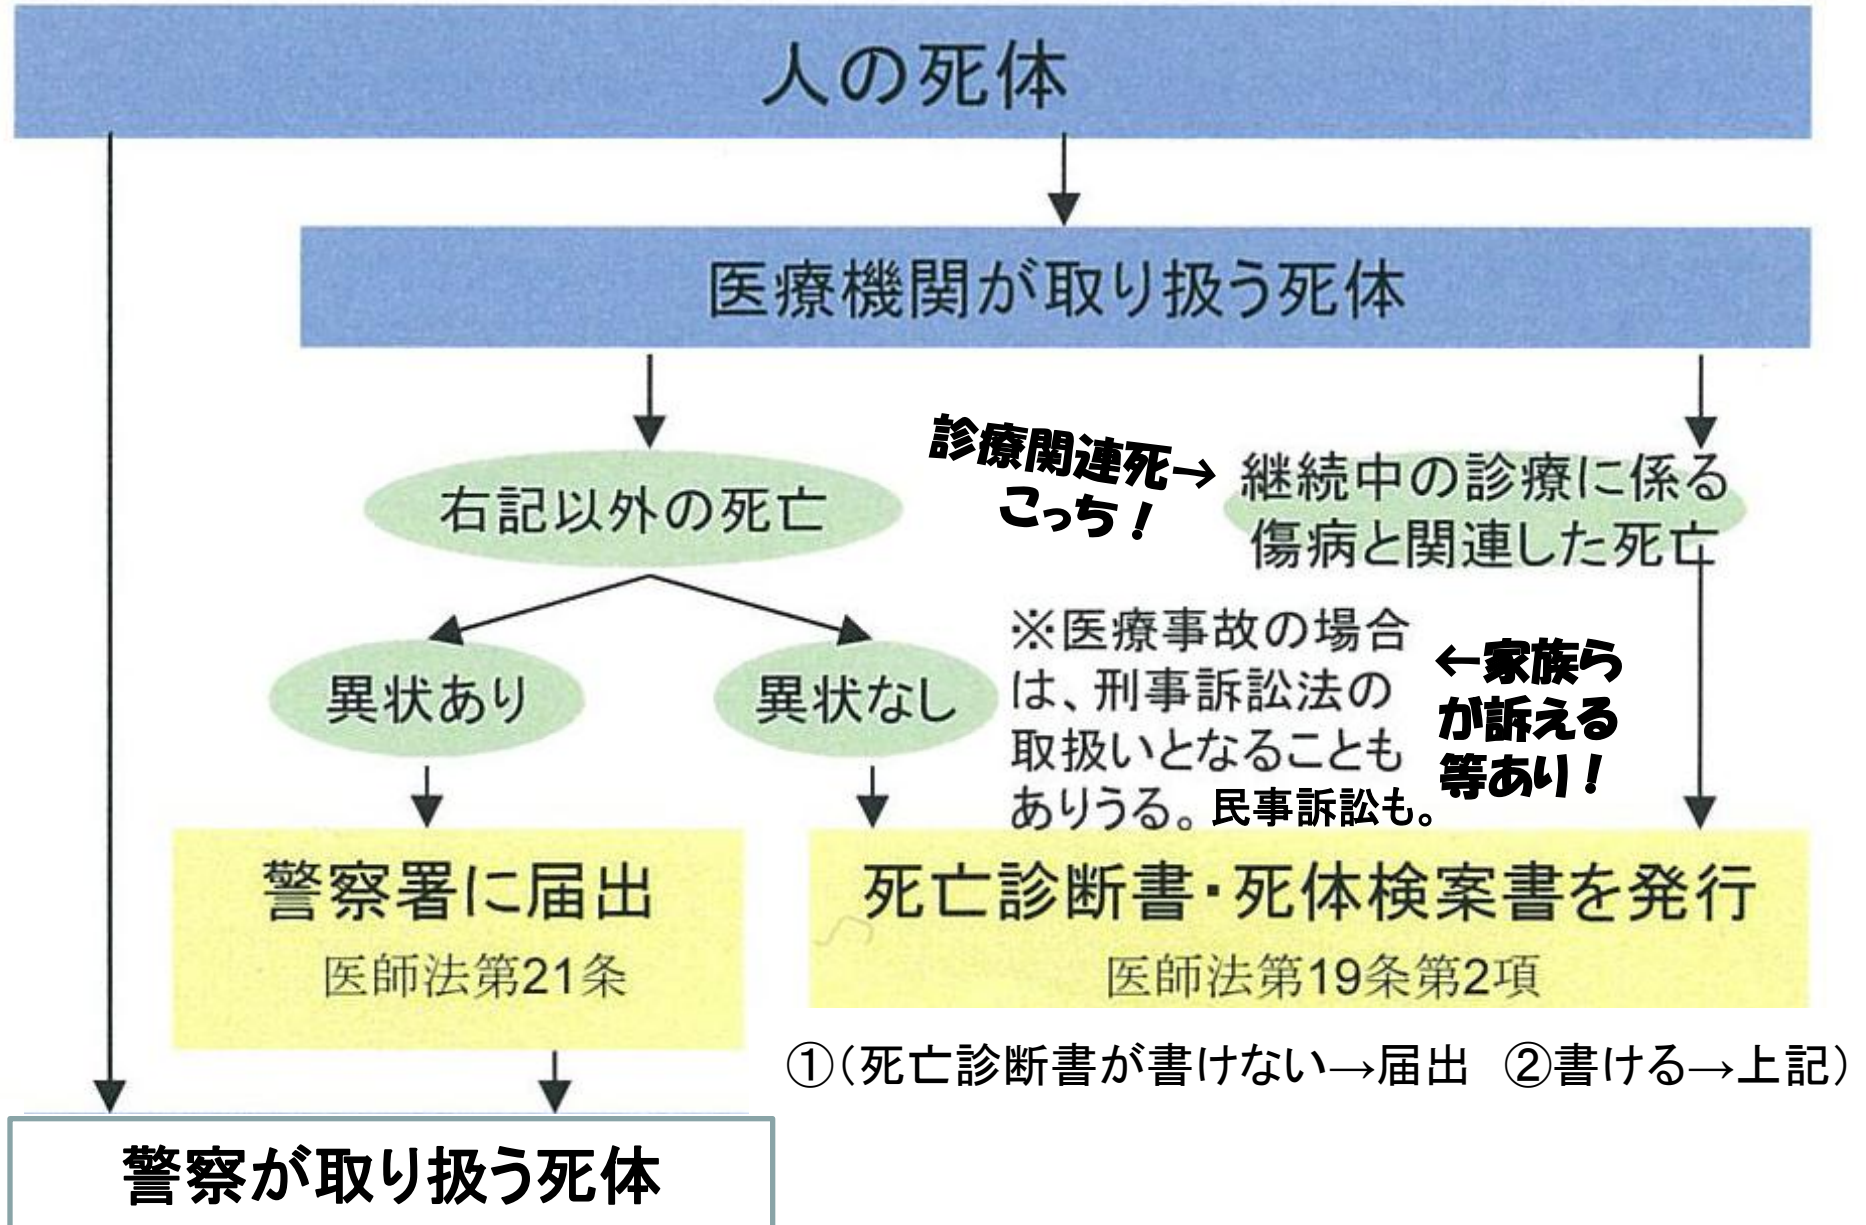 人の死体
医療機関が取り扱う死体
右記以外の死亡
診療関連死→
こっち！
継続中の診療に係る
傷病と関連した死亡
異状あり
異状なし
※医療事故の場合
は、刑事訴訟法の
取扱いとなることも
ありうる。民事訴訟も。
←家族ら
が訴える
等あり！
警察署に届出
医師法第21条
死亡診断書・死体検案書を発行
医師法第19条第2項
①（死亡診断書が書けない→届出　②書ける→上記）
警察が取り扱う死体